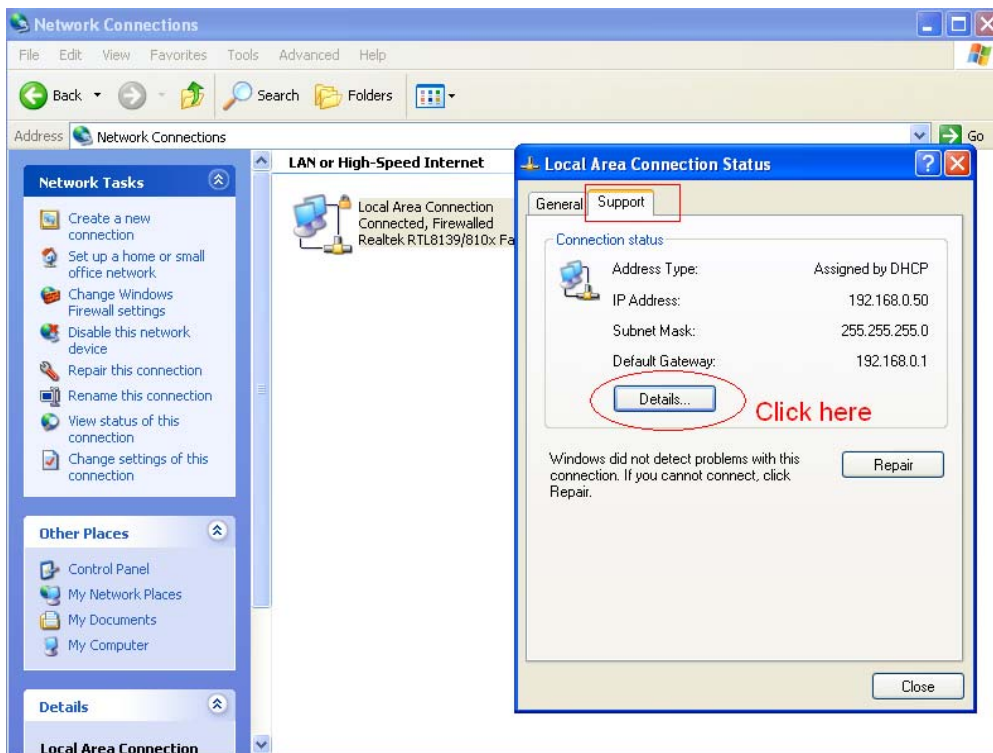 Network Connections
File Edit View Favorites Tools Advanced Help
Back Search Folders
Address Network Connections Go
Network Tasks
Create a new
connection
Set up a home or small
office network
Change Windows
Firewall settings
Disable this network
device
Repair this connection
Rename this connection
View status of this
connection
Change settings of this
connection
Other Places
Control Panel
My Network Places
My Documents
My Computer
Details
Local Area Connection
LAN or High-Speed Internet
Local Area Connection
Connected, Firewalled
Realtek RTL8139/810x Fa
Local Area Connection Status
General Support
Connection status
Address Type: Assigned by DHCP
IP Address: 192.168.0.50
Subnet Mask: 255.255.255.0
Default Gateway: 192.168.0.1
Details...
Click here
Windows did not detect problems with this
connection. If you cannot connect, click
Repair.
Repair
Close